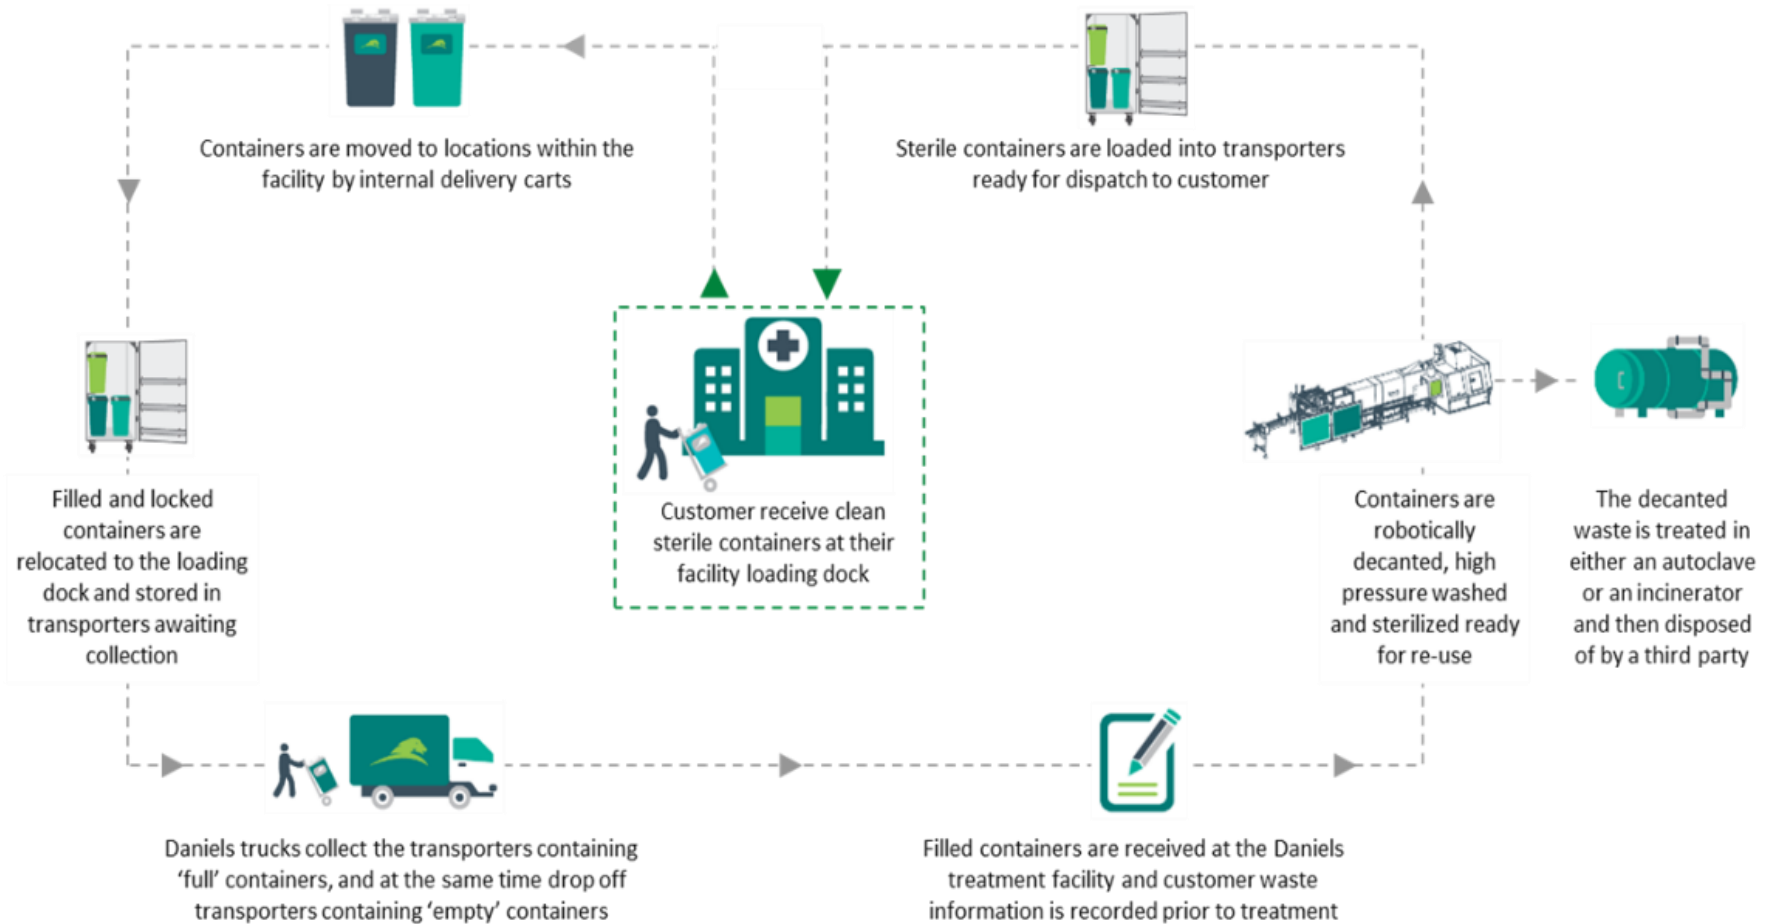 Containers are moved to locations within the
facility by internal delivery carts
Sterile containers are loaded into transporters
ready for dispatch to customer
Customer receive clean
sterile containers at their
facility loading dock
Filled and locked
containers are
relocated to the loading
dock and stored in
transporters awaiting
collection
Containers are
robotically
decanted, high
pressure washed
and sterilized ready
for re-use
The decanted
waste is treated in
either an autoclave
or an incinerator
and then disposed
of by a third party
Daniels trucks collect the transporters containing
‘full’ containers, and at the same time drop off
transporters containing ‘empty’ containers
Filled containers are received at the Daniels
treatment facility and customer waste
information is recorded prior to treatment